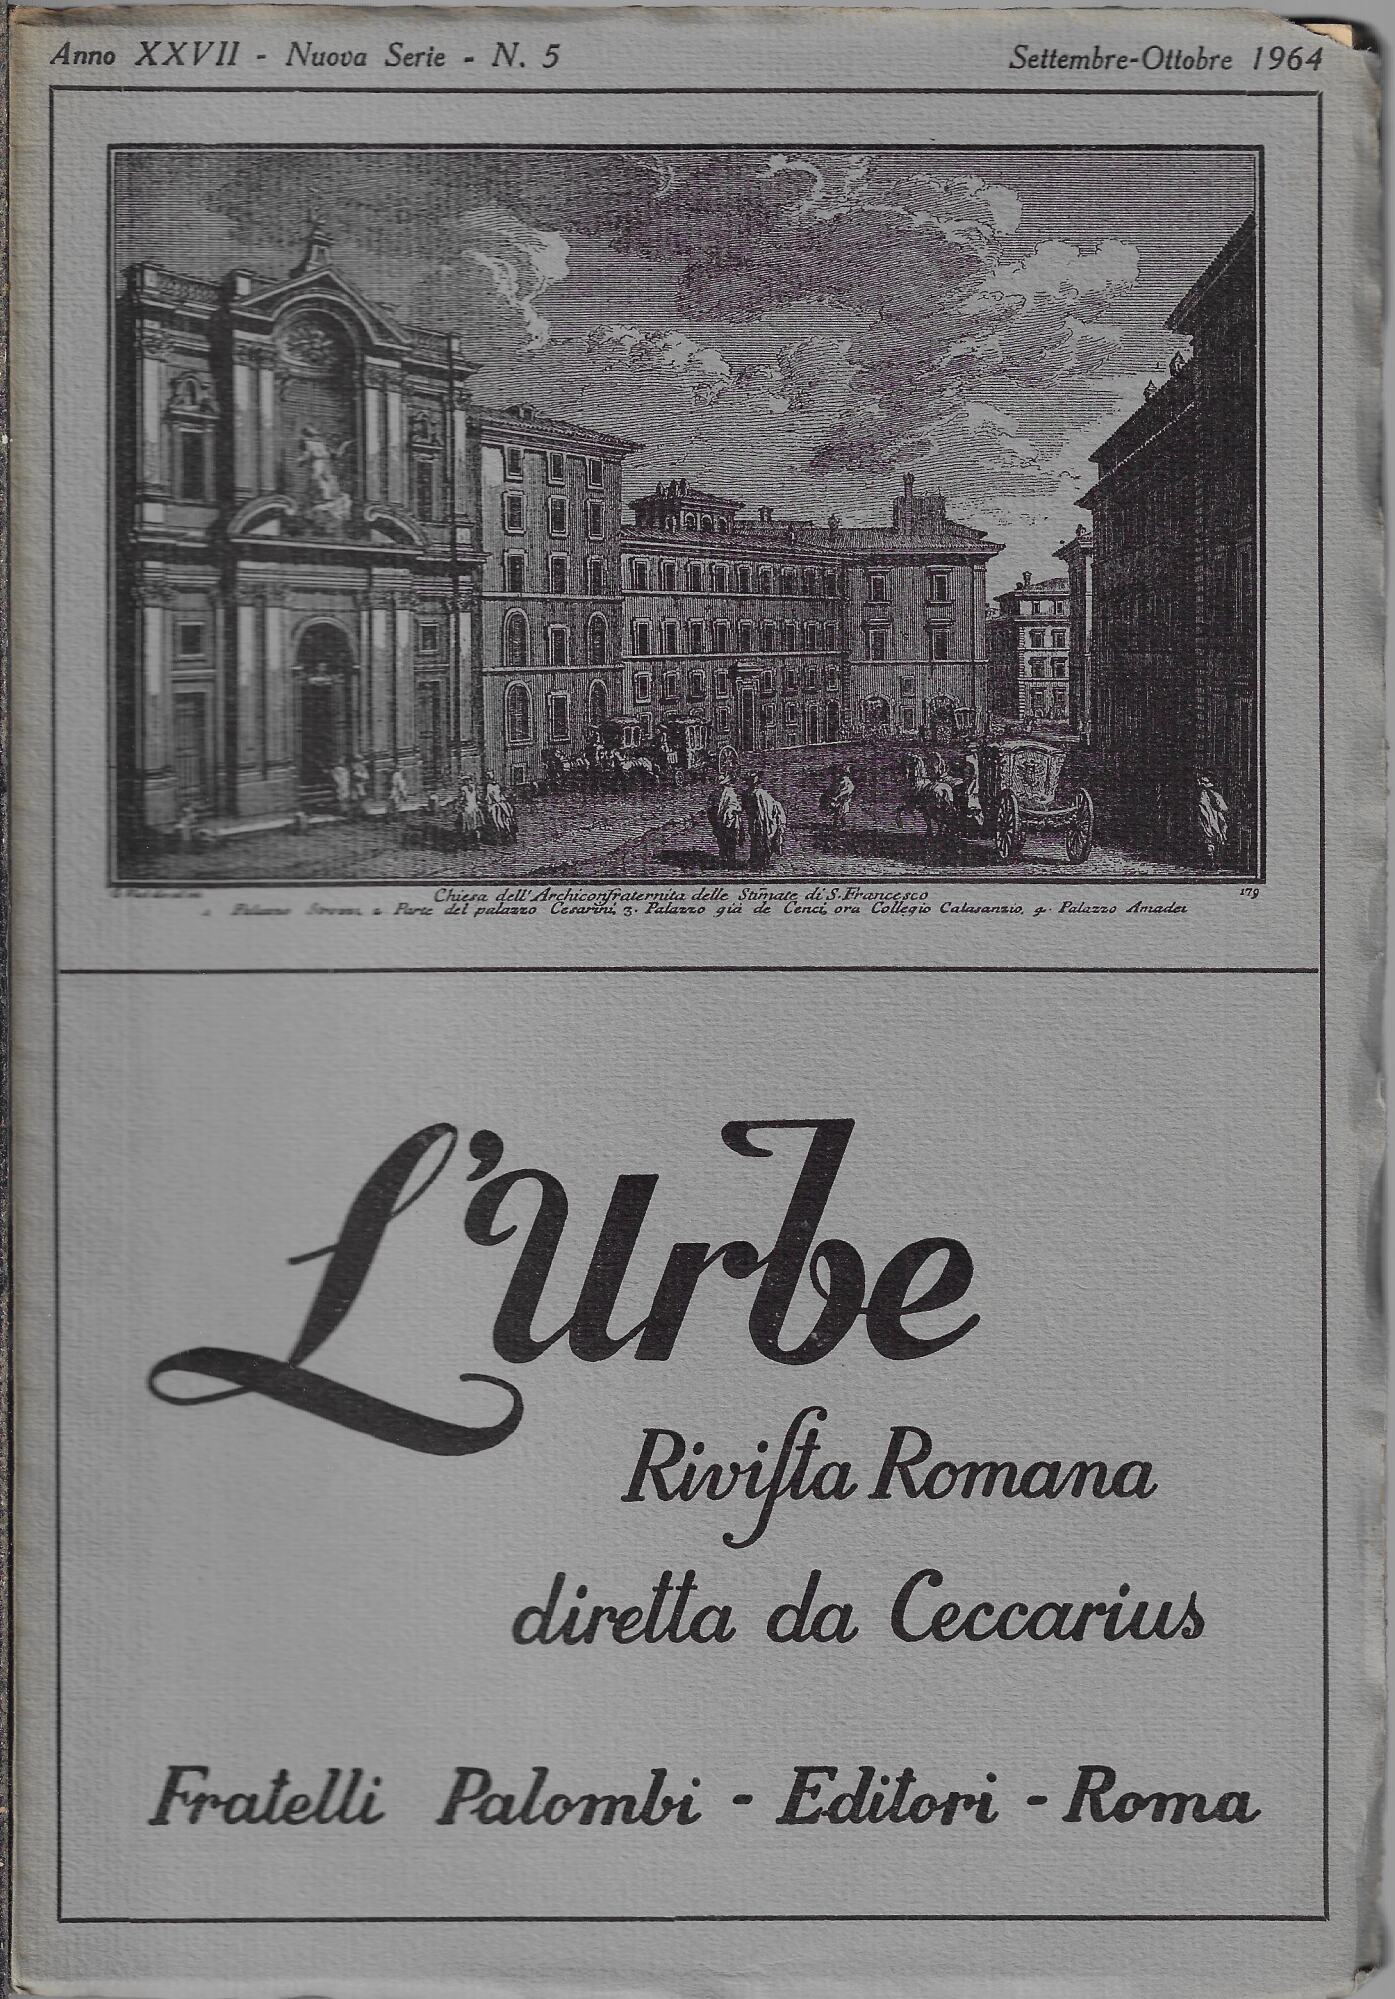 Anno XXVII - Nuova Serie - N. 5
Settembre-Ottobre 1964
Chiesa dell'Archiconfraternita delle Stimate di S. Francesco
179
Palazzo Strozzi, 2. Parte del palazzo Cesarini, 3. Palazzo già de Cenci, ora Collegio Calasanzio, 4. Palazzo Amadei
L'Urbe
Rivista Romana
diretta da Ceccarius
Fratelli Palombi - Editori - Roma